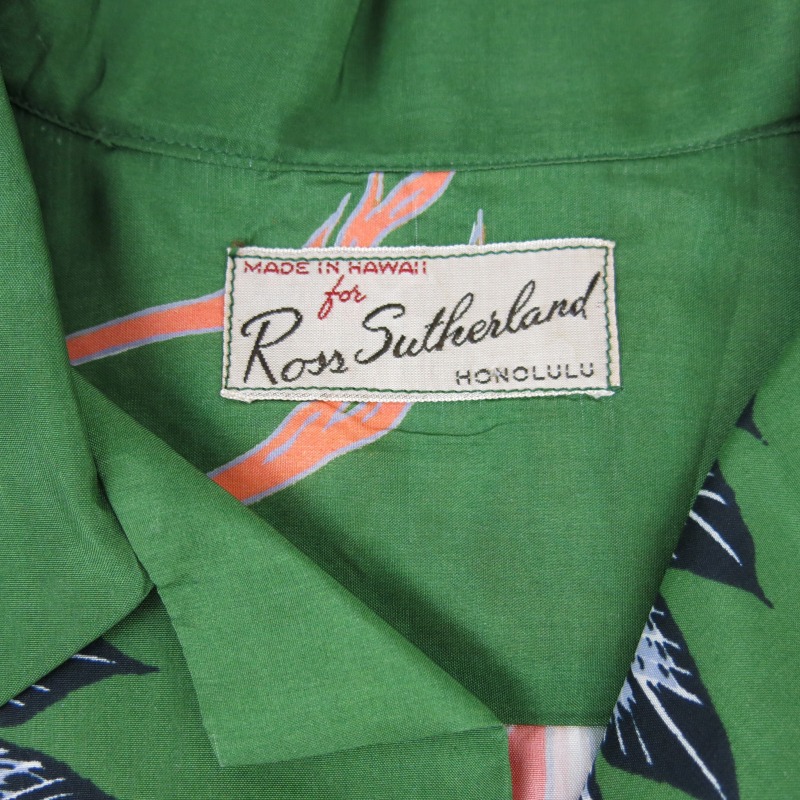 MADE IN HAWAII
for
Ross Sutherland
HONOLULU